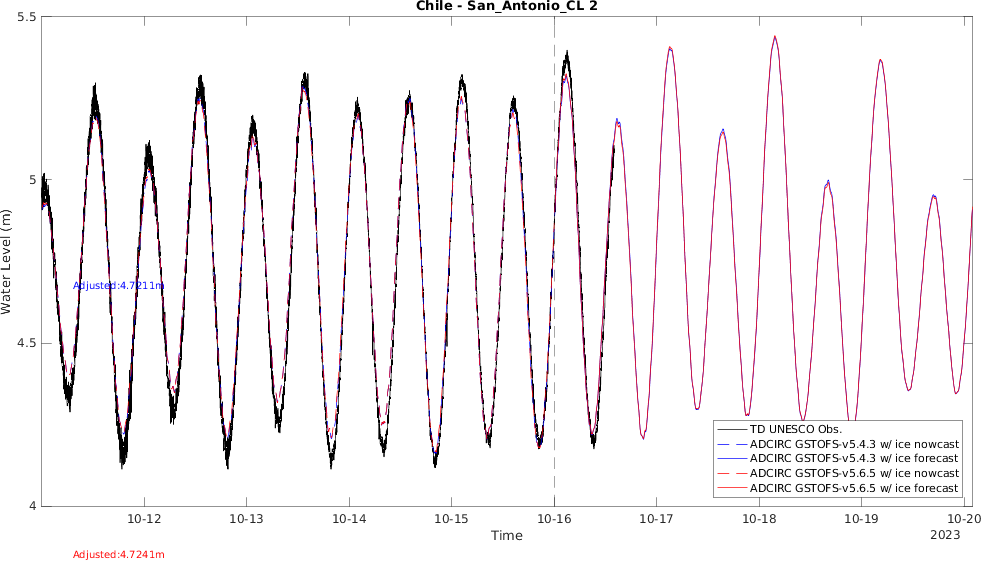 Chile - San_Antonio_CL 2
5.5
5
4.5
4
Water Level (m)
Adjusted:4.7211m
TD UNESCO Obs.
ADCIRC GSTOFS-v5.4.3 w/ ice nowcast
ADCIRC GSTOFS-v5.4.3 w/ ice forecast
ADCIRC GSTOFS-v5.6.5 w/ ice nowcast
ADCIRC GSTOFS-v5.6.5 w/ ice forecast
10-12 10-13 10-14 10-15 10-16 10-17 10-18 10-19 10-20
Time
2023
Adjusted:4.7241m